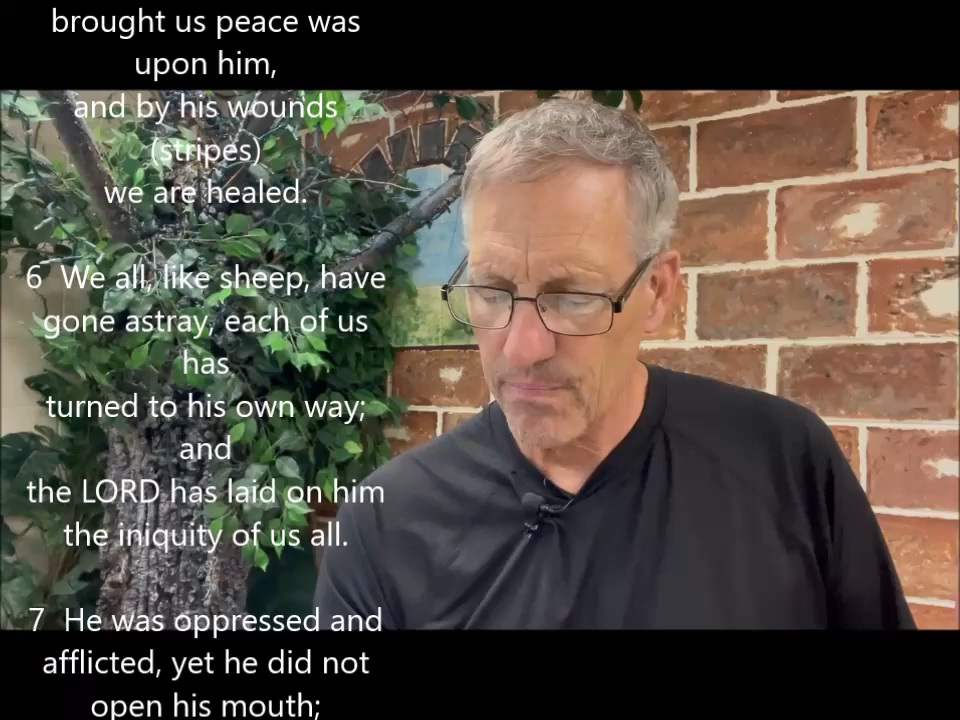 brought us peace was
upon him,
and by his wounds
(stripes)
we are healed.
6 We all, like sheep, have
gone astray, each of us
has
turned to his own way;
and
the LORD has laid on him
the iniquity of us all.
7 He was oppressed and
afflicted, yet he did not
open his mouth;